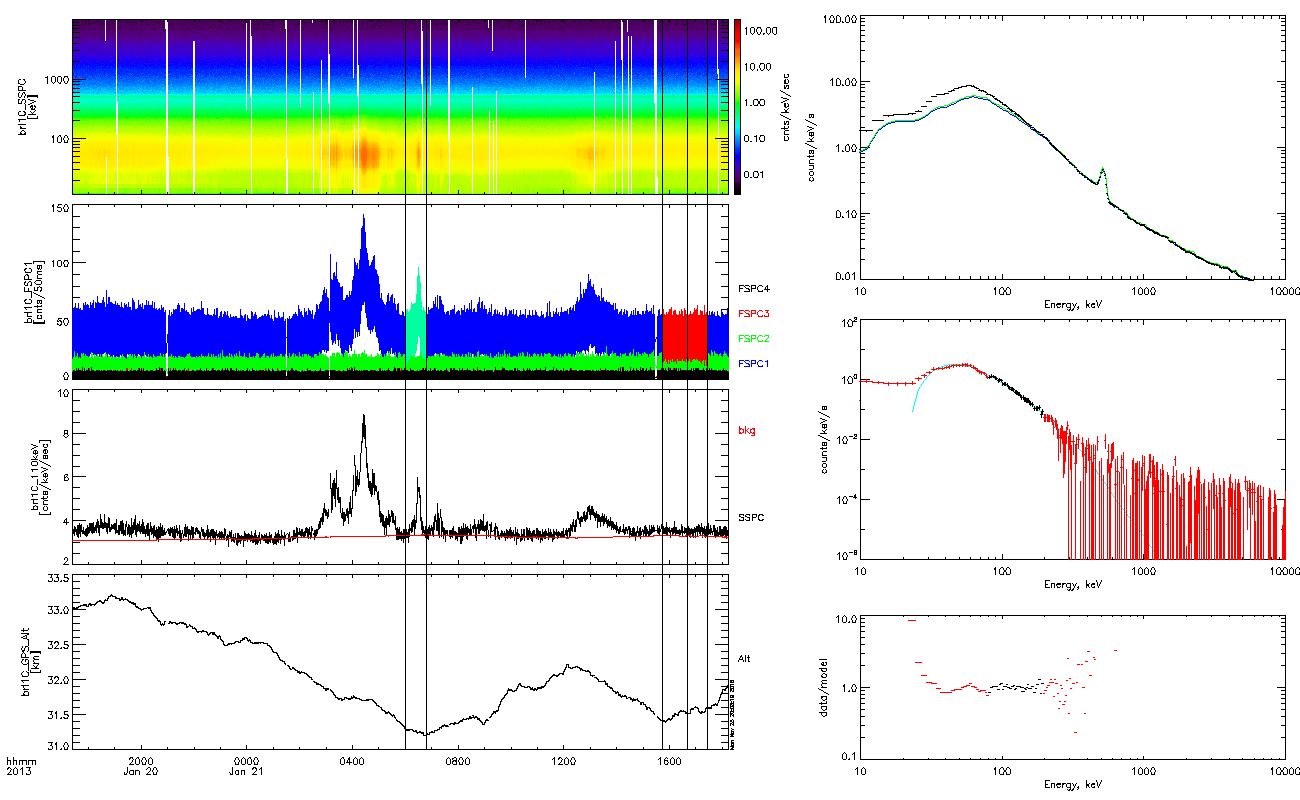 brl1C_SSPC
[keV]
1000
100
100.00
10.00
1.00
0.10
0.01
cnts/keV/sec
brl1C_FSPC1
[cnts/50ms]
150
100
50
0
FSPC4
FSPC3
FSPC2
FSPC1
brl1C_110keV
[cnts/keV/sec]
10
8
6
4
2
bkg
SSPC
brl1C_GPS_Alt
[km]
33.5
33.0
32.5
32.0
31.5
31.0
Alt
hhmm
2013
2000
Jan 20
0000
Jan 21
0400
0800
1200
1600
counts/keV/s
100.00
10.00
1.00
0.10
0.01
10
100
1000
10000
Energy, keV
counts/keV/s
10^2
10^0
10^-2
10^-4
10^-6
10
100
1000
10000
Energy, keV
data/model
10.0
1.0
0.1
10
100
1000
10000
Energy, keV